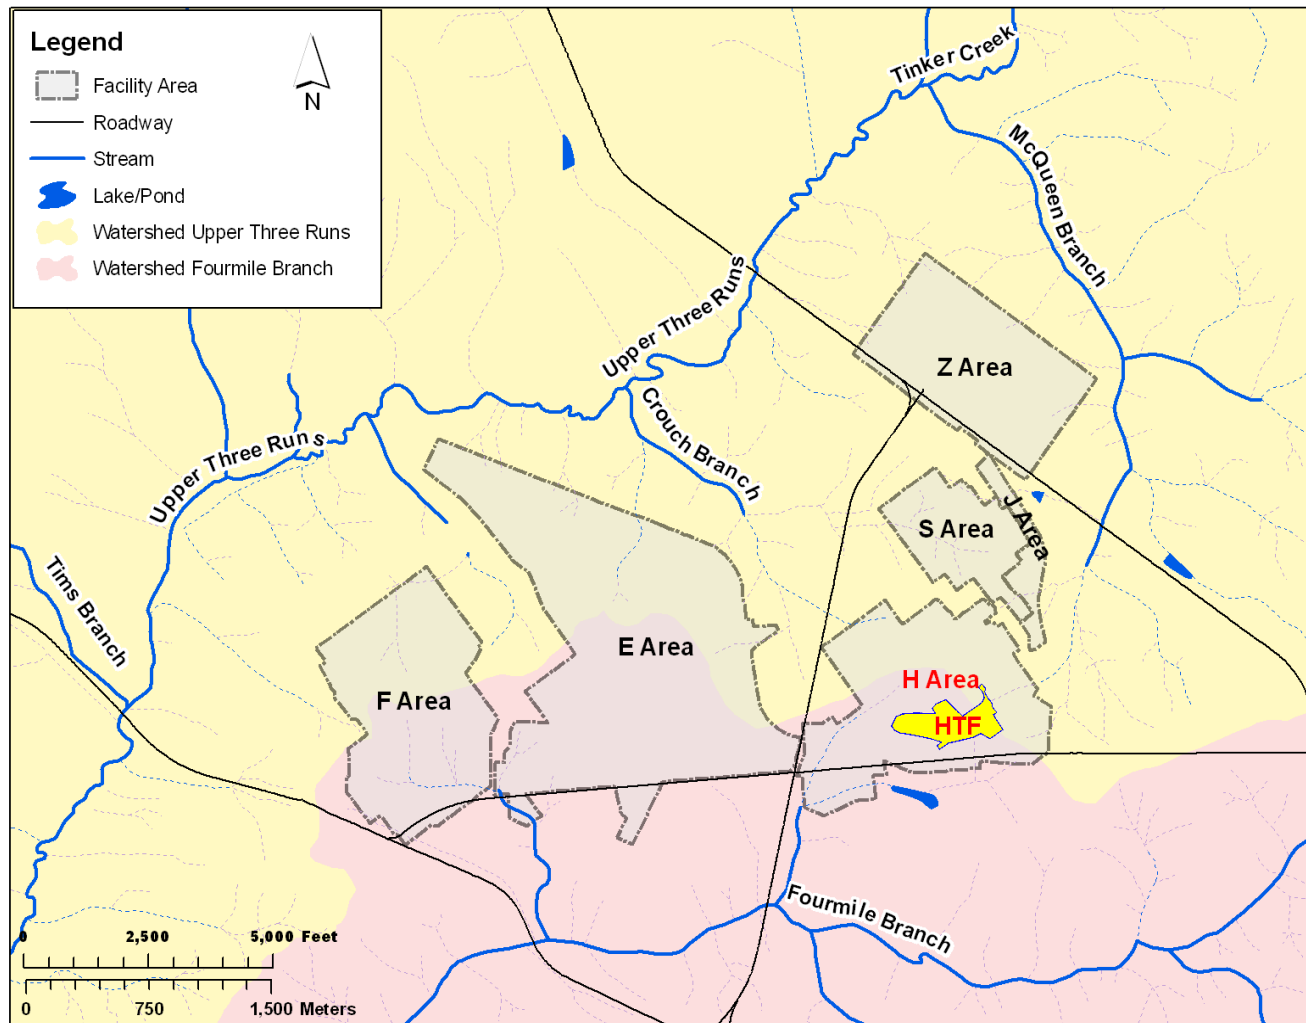 Legend
Facility Area
Roadway
Stream
Lake/Pond
Watershed Upper Three Runs
Watershed Fourmile Branch
N
Tinker Creek
McQueen Branch
Upper Three Runs
Z Area
Crouch Branch
Upper Three Runs
S Area
J Area
Tims Branch
E Area
F Area
H Area
HTF
Fourmile Branch
0 2,500 5,000 Feet
0 750 1,500 Meters